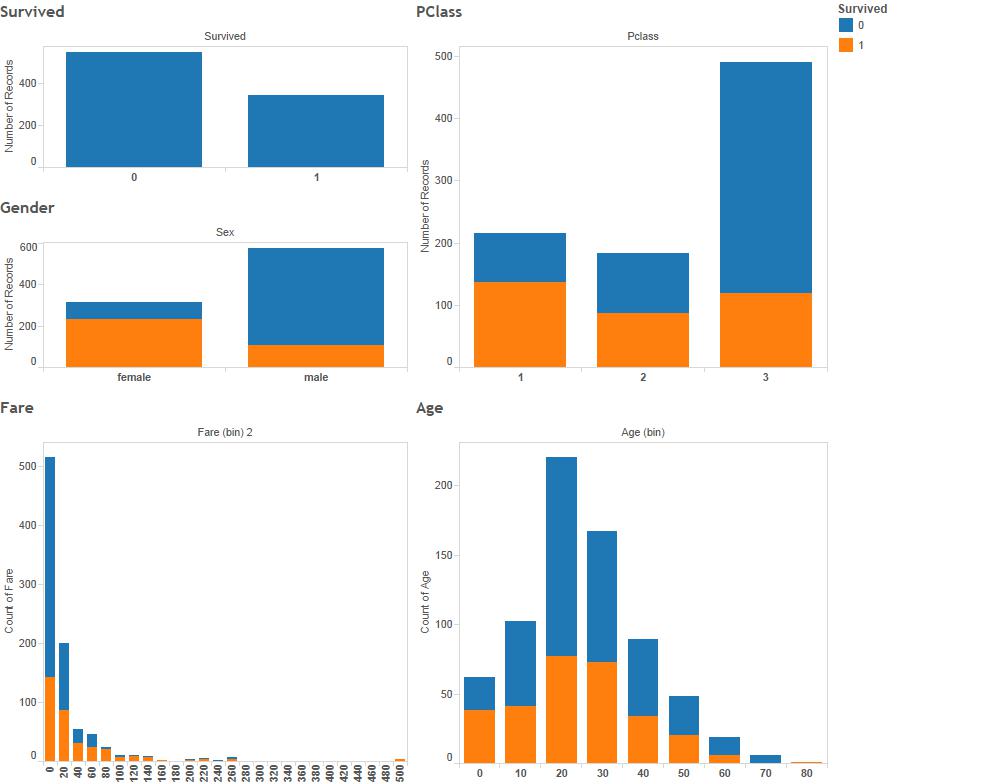 Survived
Survived
Number of Records
400
200
0
0 1
PClass
Pclass
Number of Records
500
400
300
200
100
0
1 2 3
Survived
0
1
Gender
Sex
Number of Records
600
400
200
0
female male
Fare
Fare (bin) 2
Count of Fare
500
400
300
200
100
0
0 20 40 60 80 100 120 140 160 180 200 220 240 260 280 300 320 340 360 380 400 420 440 460 480 500
Age
Age (bin)
Count of Age
200
150
100
50
0
0 10 20 30 40 50 60 70 80